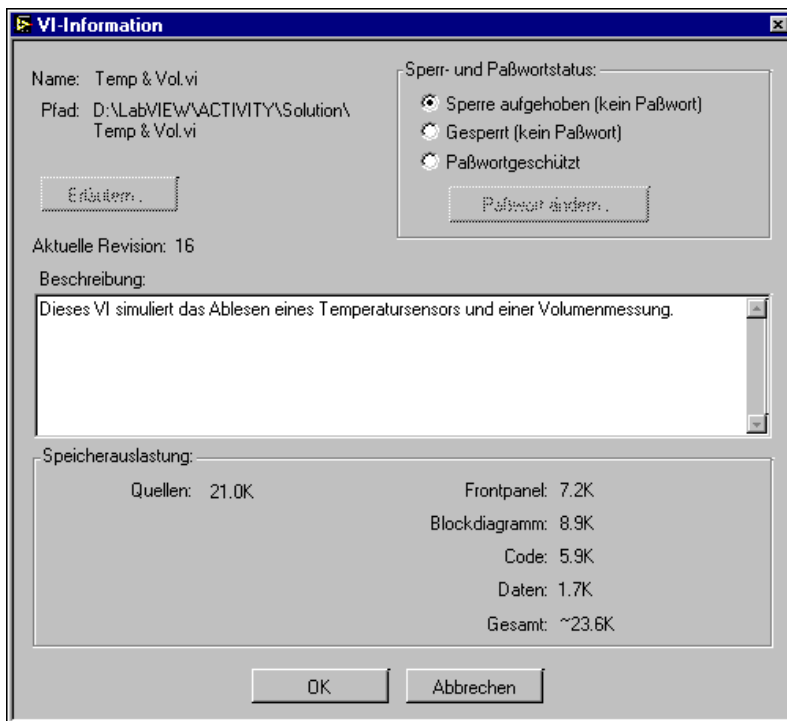 VI-Information
Name: Temp & Vol.vi
Pfad: D:\LabVIEW\ACTIVITY\Solution\
Temp & Vol.vi
Erläutern...
Aktuelle Revision: 16
Sperr- und Paßwortstatus:
Sperre aufgehoben (kein Paßwort)
Gesperrt (kein Paßwort)
Paßwortgeschützt
Paßwort ändern...
Beschreibung:
Dieses VI simuliert das Ablesen eines Temperatursensors und einer Volumenmessung.
Speicherauslastung:
Quellen: 21.0K
Frontpanel: 7.2K
Blockdiagramm: 8.9K
Code: 5.9K
Daten: 1.7K
Gesamt: ~23.6K
OK
Abbrechen